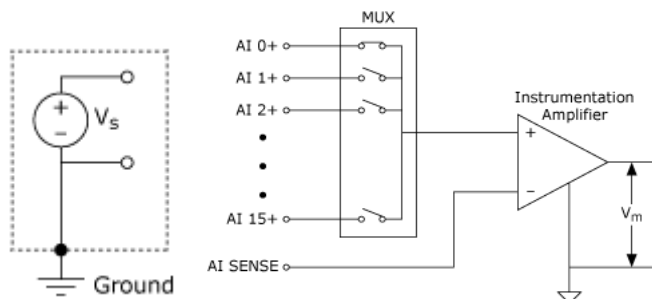 +
−
Vs
Ground
MUX
AI 0+
AI 1+
AI 2+
AI 15+
AI SENSE
Instrumentation
Amplifier
+
−
Vm